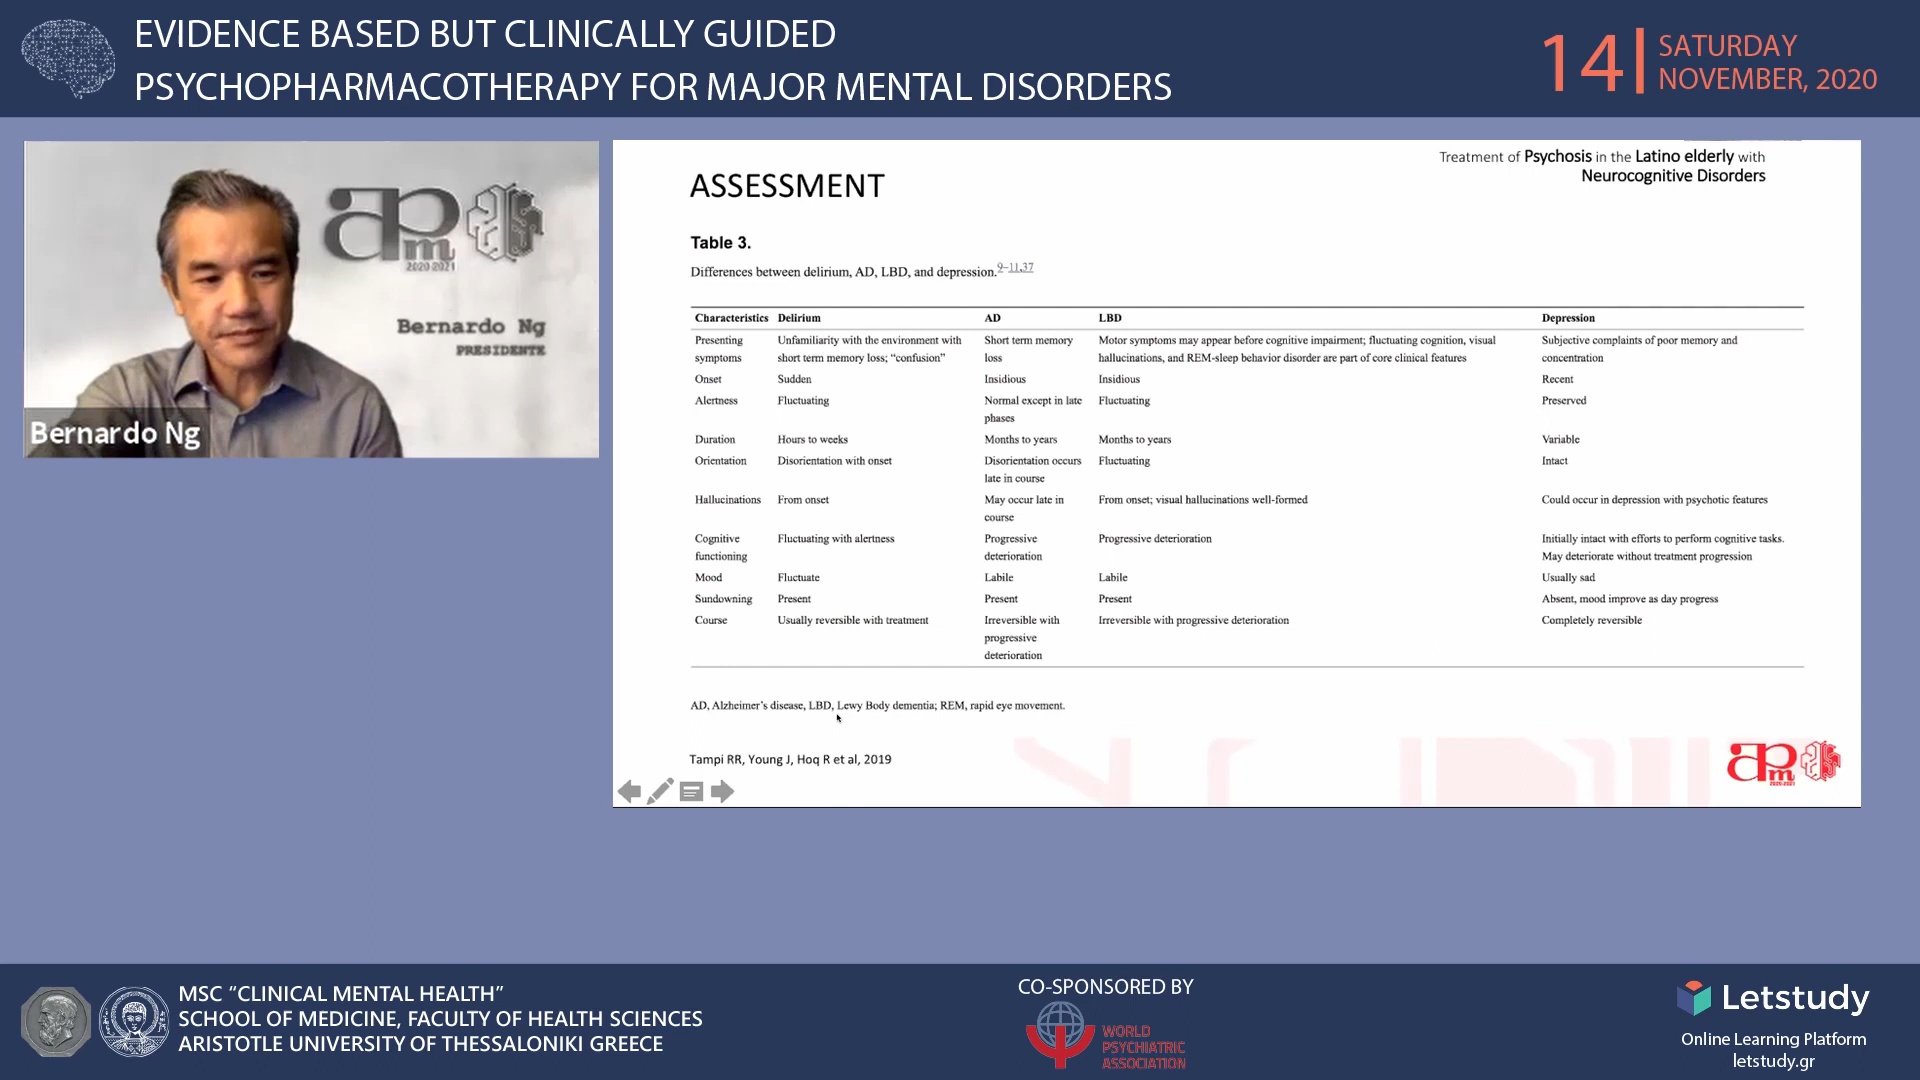 EVIDENCE BASED BUT CLINICALLY GUIDED
PSYCHOPHARMACOTHERAPY FOR MAJOR MENTAL DISORDERS
14
SATURDAY
NOVEMBER, 2020
apm
2020-2021
Bernardo Ng
PRESIDENTE
Bernardo Ng
Treatment of Psychosis in the Latino elderly with
Neurocognitive Disorders
ASSESSMENT
Table 3.
Differences between delirium, AD, LBD, and depression.9–11,37
Characteristics Delirium AD LBD Depression
Presenting Unfamiliarity with the environment with Short term memory Motor symptoms may appear before cognitive impairment; fluctuating cognition, visual Subjective complaints of poor memory and
symptoms short term memory loss; “confusion” loss hallucinations, and REM-sleep behavior disorder are part of core clinical features concentration
Onset Sudden Insidious Insidious Recent
Alertness Fluctuating Normal except in late Fluctuating Preserved
phases
Duration Hours to weeks Months to years Months to years Variable
Orientation Disorientation with onset Disorientation occurs Fluctuating Intact
late in course
Hallucinations From onset May occur late in From onset; visual hallucinations well-formed Could occur in depression with psychotic features
course
Cognitive Fluctuating with alertness Progressive Progressive deterioration Initially intact with efforts to perform cognitive tasks.
functioning deterioration May deteriorate without treatment progression
Mood Fluctuate Labile Labile Usually sad
Sundowning Present Present Present Absent, mood improve as day progress
Course Usually reversible with treatment Irreversible with Irreversible with progressive deterioration Completely reversible
progressive
deterioration
AD, Alzheimer’s disease, LBD, Lewy Body dementia; REM, rapid eye movement.
Tampi RR, Young J, Hoq R et al, 2019
apm
2020-2021
MSC “CLINICAL MENTAL HEALTH”
SCHOOL OF MEDICINE, FACULTY OF HEALTH SCIENCES
ARISTOTLE UNIVERSITY OF THESSALONIKI GREECE
CO-SPONSORED BY
WORLD
PSYCHIATRIC
ASSOCIATION
Letstudy
Online Learning Platform
letstudy.gr